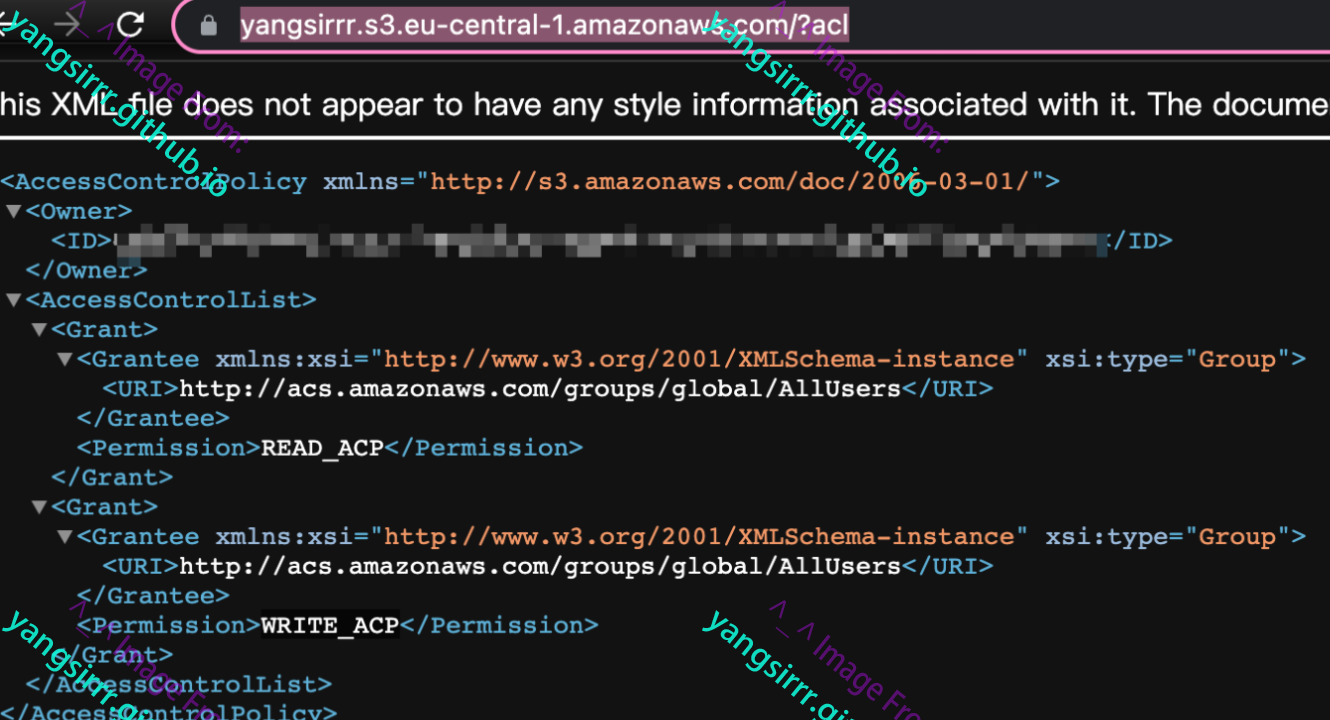 yangsirrr.s3.eu-central-1.amazonaws.com/?acl
his XML file does not appear to have any style information associated with it. The docume
<AccessControlPolicy xmlns="http://s3.amazonaws.com/doc/2006-03-01/">
▼<Owner>
<ID></ID>
</Owner>
▼<AccessControlList>
▼<Grant>
▼<Grantee xmlns:xsi="http://www.w3.org/2001/XMLSchema-instance" xsi:type="Group">
<URI>http://acs.amazonaws.com/groups/global/AllUsers</URI>
</Grantee>
<Permission>READ_ACP</Permission>
</Grant>
▼<Grant>
▼<Grantee xmlns:xsi="http://www.w3.org/2001/XMLSchema-instance" xsi:type="Group">
<URI>http://acs.amazonaws.com/groups/global/AllUsers</URI>
</Grantee>
<Permission>WRITE_ACP</Permission>
</Grant>
</AccessControlList>
</AccessControlPolicy>
^_^ Image From:
yangsirrr.github.io
^_^ Image From:
yangsirrr.github.io
^_^ Image Fro
yangsirrr.gi
^_^ Image Fro
yangsirrr.gi